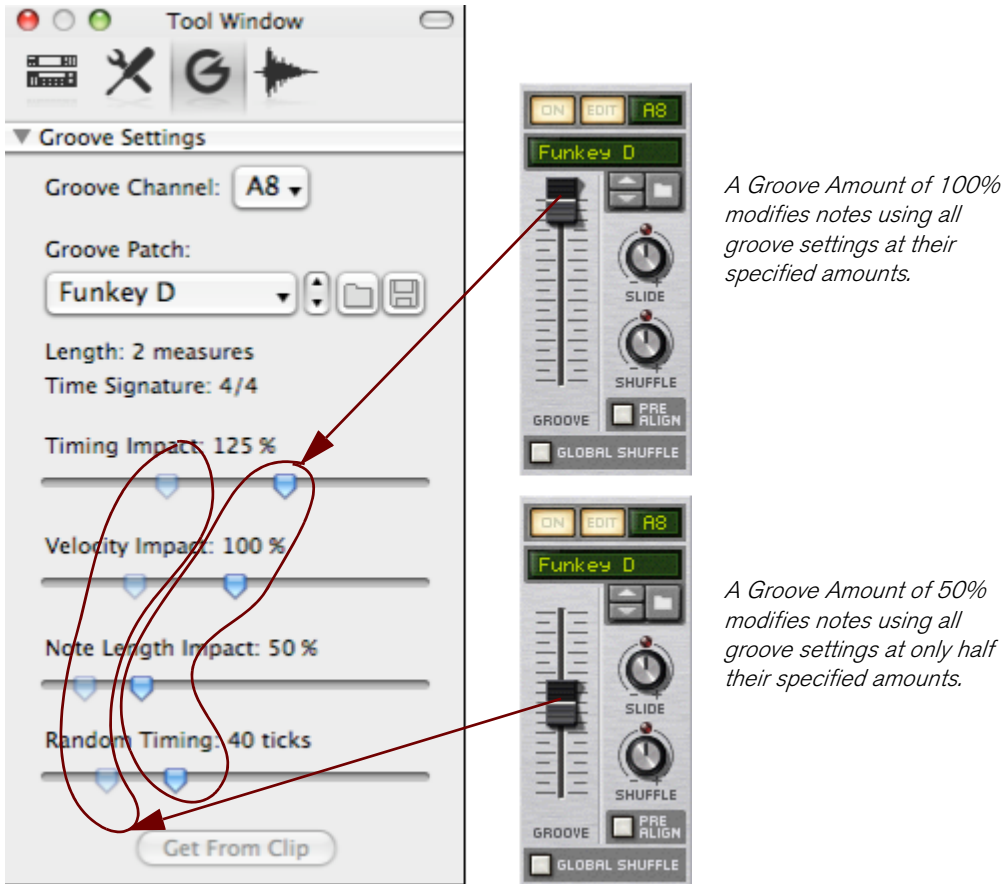 Tool Window
Groove Settings
Groove Channel: A8
Groove Patch:
Funkey D
Length: 2 measures
Time Signature: 4/4
Timing Impact: 125 %
Velocity Impact: 100 %
Note Length Impact: 50 %
Random Timing: 40 ticks
Get From Clip
ON EDIT A8
Funkey D
SLIDE
SHUFFLE
GROOVE
PRE
ALIGN
GLOBAL SHUFFLE
A Groove Amount of 100%
modifies notes using all
groove settings at their
specified amounts.
ON EDIT A8
Funkey D
SLIDE
SHUFFLE
GROOVE
PRE
ALIGN
GLOBAL SHUFFLE
A Groove Amount of 50%
modifies notes using all
groove settings at only half
their specified amounts.